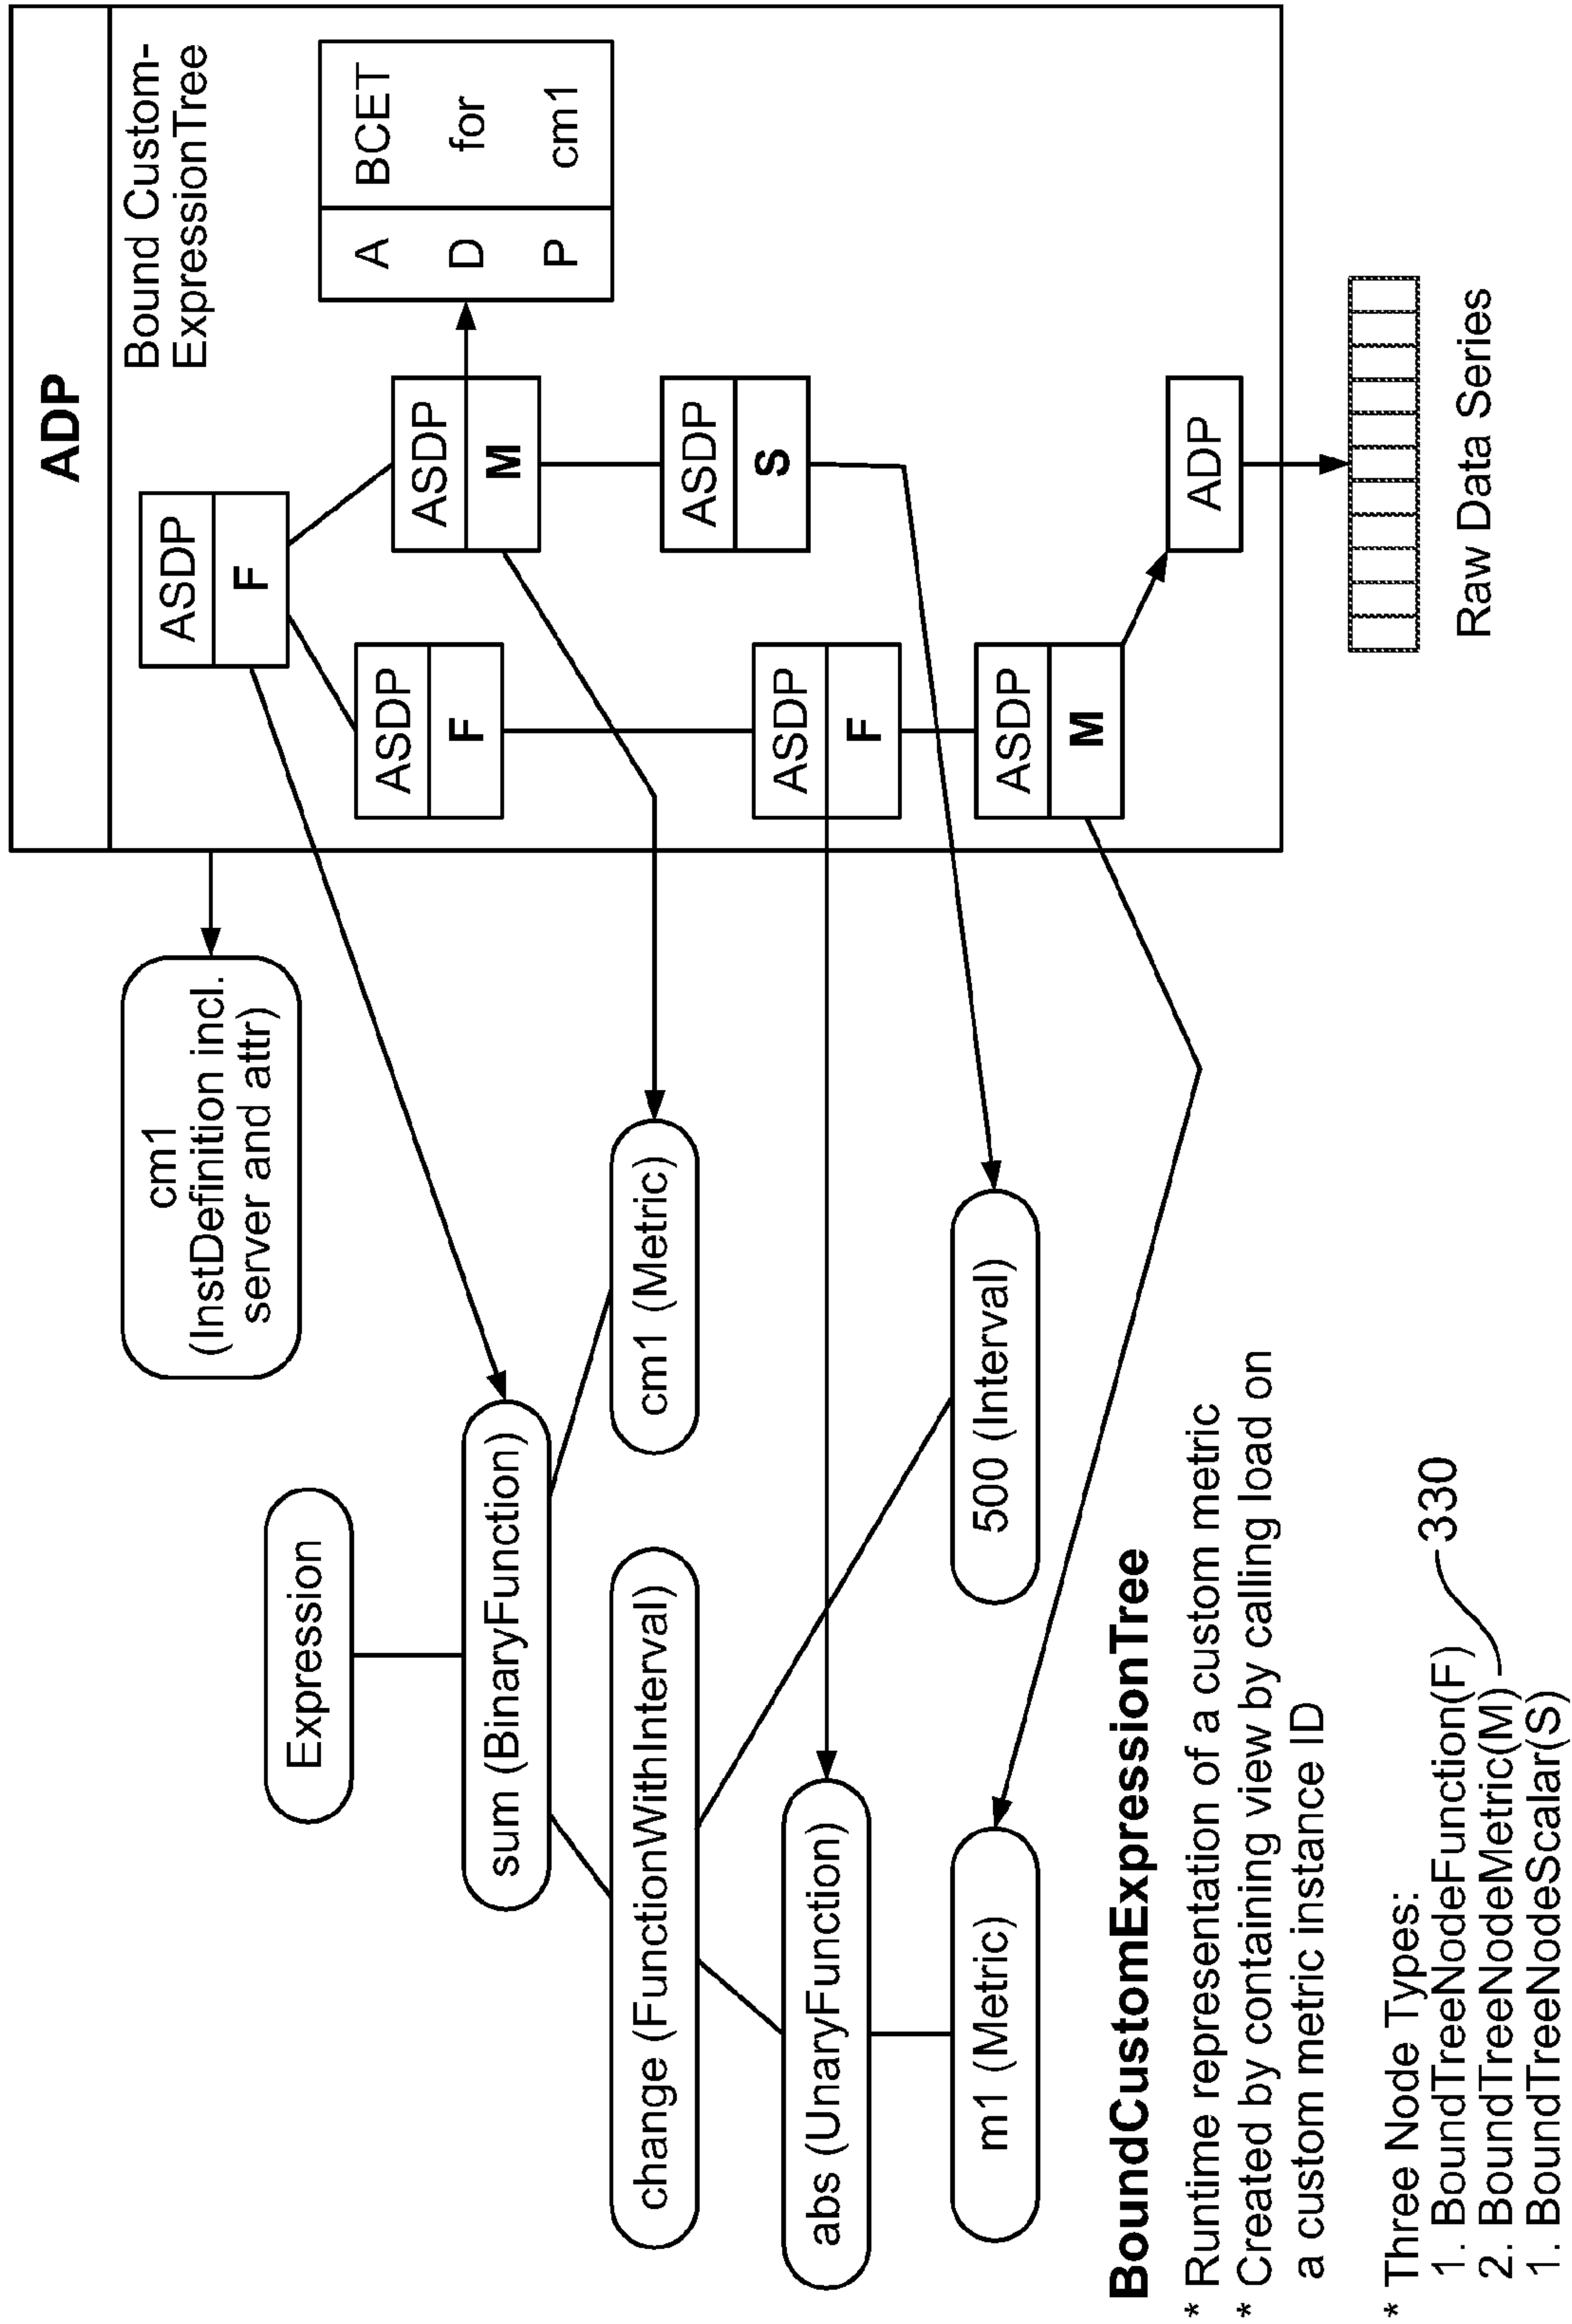 ADP
Bound Custom-
ExpressionTree
ASDP
F
ASDP
M
A
D
P
BCET
for
cm1
ASDP
F
ASDP
S
ASDP
F
ASDP
M
ADP
Raw Data Series
cm1
(InstDefinition incl.
server and attr)
Expression
sum (BinaryFunction)
cm1 (Metric)
change (FunctionWithInterval)
abs (UnaryFunction)
500 (Interval)
m1 (Metric)
BoundCustomExpressionTree
* Runtime representation of a custom metric
* Created by containing view by calling load on
a custom metric instance ID
* Three Node Types:
1. BoundTreeNodeFunction(F)
2. BoundTreeNodeMetric(M)
1. BoundTreeNodeScalar(S)
330